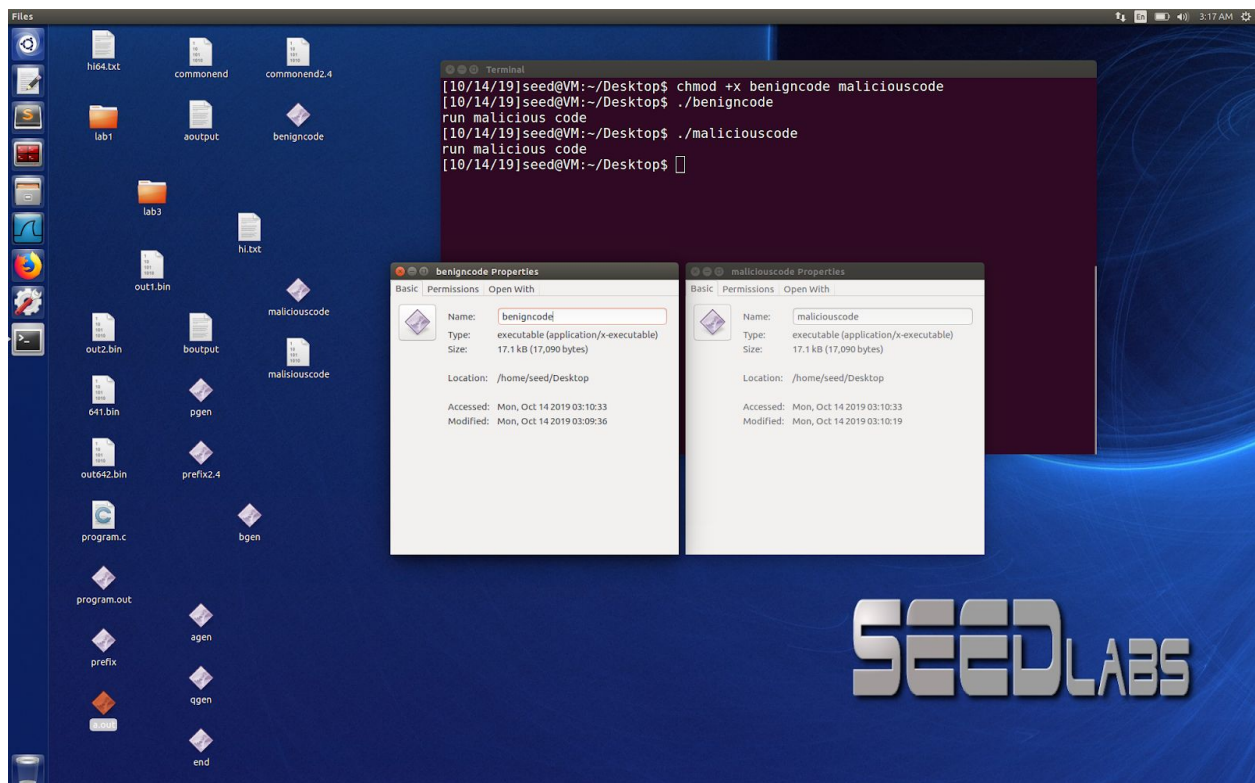 Files
En
3:17 AM
hi64.txt
commonend
commonend2.4
lab1
aoutput
benigncode
lab3
hi.txt
out1.bin
maliciouscode
out2.bin
boutput
malisiouscode
641.bin
pgen
out642.bin
prefix2.4
program.c
bgen
program.out
agen
prefix
qgen
a.out
end
Terminal
[10/14/19]seed@VM:~/Desktop$ chmod +x benigncode maliciouscode
[10/14/19]seed@VM:~/Desktop$ ./benigncode
run malicious code
[10/14/19]seed@VM:~/Desktop$ ./maliciouscode
run malicious code
[10/14/19]seed@VM:~/Desktop$
benigncode Properties
Basic Permissions Open With
Name: benigncode
Type: executable (application/x-executable)
Size: 17.1 kB (17,090 bytes)
Location: /home/seed/Desktop
Accessed: Mon, Oct 14 2019 03:10:33
Modified: Mon, Oct 14 2019 03:09:36
maliciouscode Properties
Basic Permissions Open With
Name: maliciouscode
Type: executable (application/x-executable)
Size: 17.1 kB (17,090 bytes)
Location: /home/seed/Desktop
Accessed: Mon, Oct 14 2019 03:10:33
Modified: Mon, Oct 14 2019 03:10:19
SEEDLABS